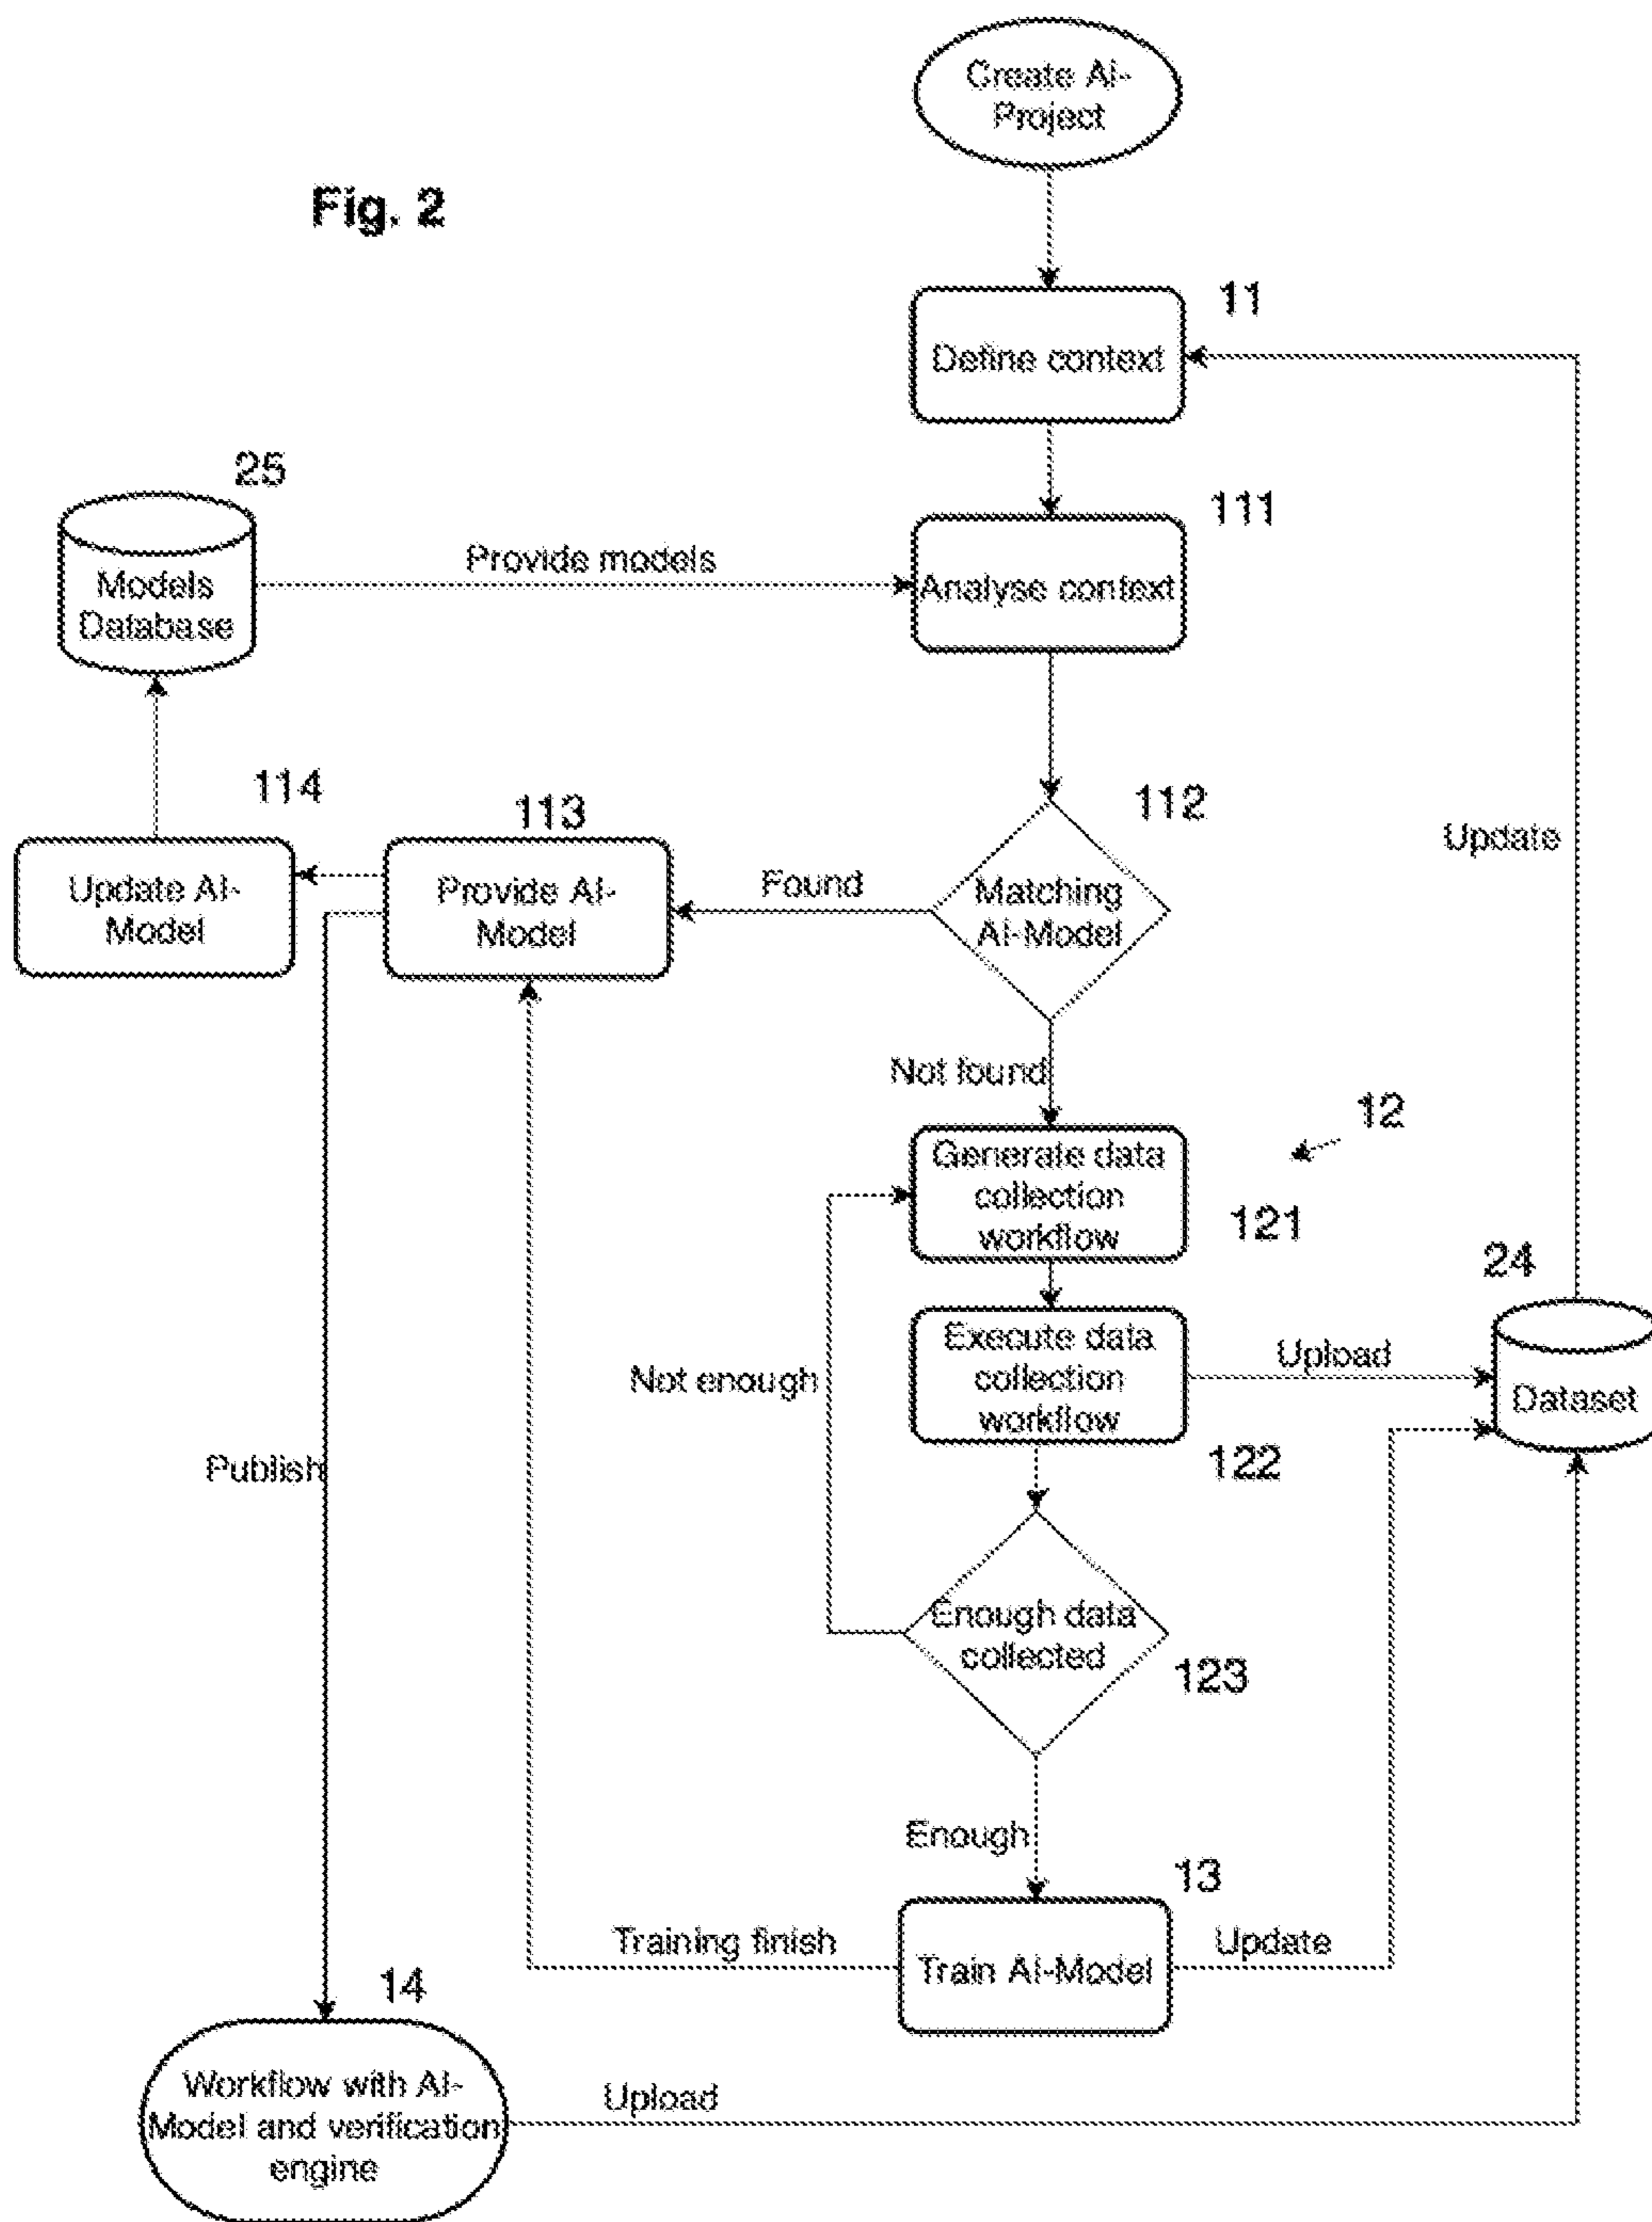 Create AI-
Project
Fig. 2
11
Define context
25
111
Provide models
Models
Database
Analyse context
114
113
112
Update
Update AI-
Model
Provide AI-
Model
Found
Matching
AI-Model
Not found
12
Generate data
collection
workflow
121
24
Execute data
collection
workflow
Upload
Not enough
Dataset
122
Publish
Enough data
collected
123
Enough
13
Training finish
Train AI-Model
Update
14
Workflow with AI-
Model and verification
engine
Upload